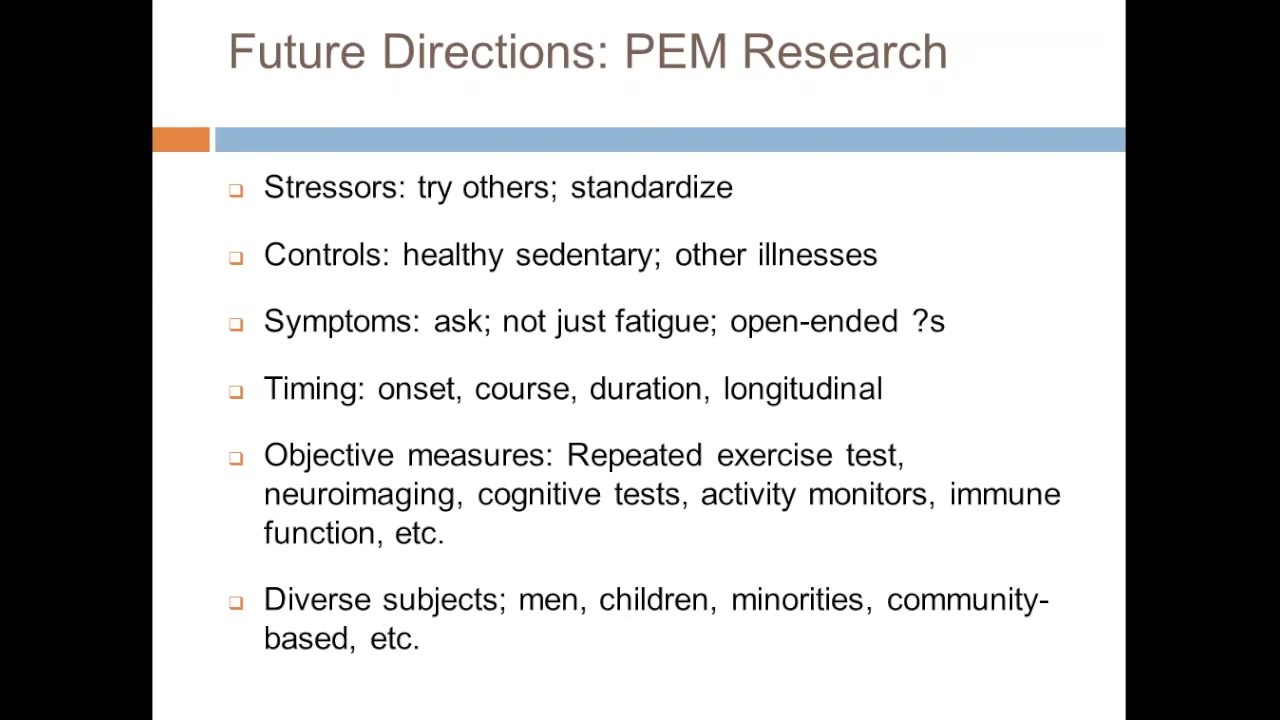 Future Directions: PEM Research
Stressors: try others; standardize
Controls: healthy sedentary; other illnesses
Symptoms: ask; not just fatigue; open-ended ?s
Timing: onset, course, duration, longitudinal
Objective measures: Repeated exercise test,
neuroimaging, cognitive tests, activity monitors, immune
function, etc.
Diverse subjects; men, children, minorities, community-
based, etc.